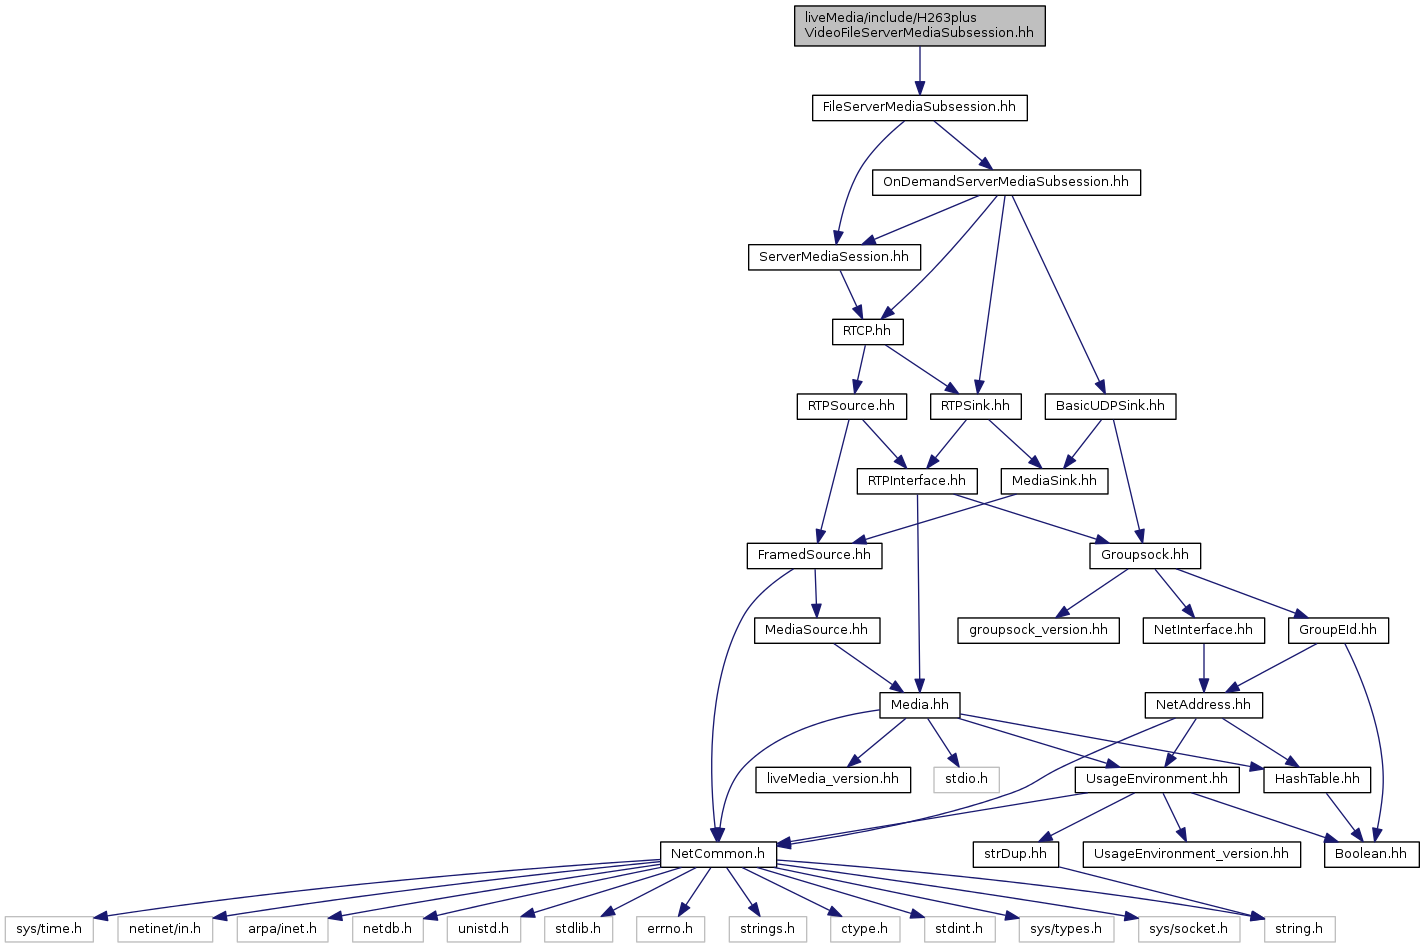 liveMedia/include/H263plus
VideoFileServerMediaSubsession.hh
FileServerMediaSubsession.hh
OnDemandServerMediaSubsession.hh
ServerMediaSession.hh
RTCP.hh
RTPSource.hh
RTPSink.hh
BasicUDPSink.hh
RTPInterface.hh
MediaSink.hh
FramedSource.hh
Groupsock.hh
MediaSource.hh
groupsock_version.hh
NetInterface.hh
GroupEId.hh
Media.hh
NetAddress.hh
liveMedia_version.hh
stdio.h
UsageEnvironment.hh
HashTable.hh
NetCommon.h
strDup.hh
UsageEnvironment_version.hh
Boolean.hh
sys/time.h
netinet/in.h
arpa/inet.h
netdb.h
unistd.h
stdlib.h
errno.h
strings.h
ctype.h
stdint.h
sys/types.h
sys/socket.h
string.h